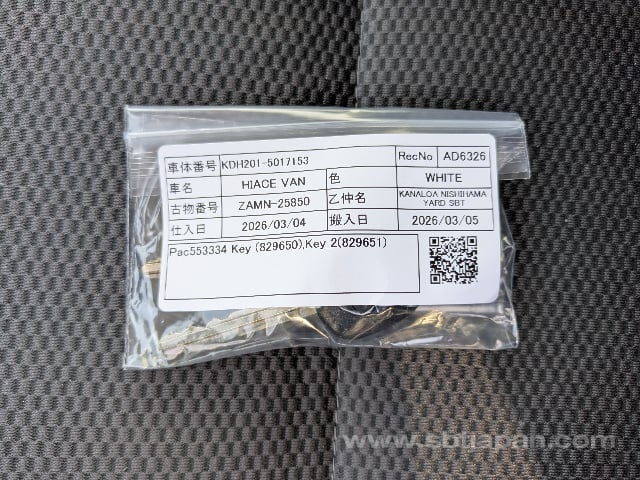 車体番号 KDH201-5017153 RecNo AD6326
車名 HIACE VAN 色 WHITE
古物番号 ZAMN-25850 乙仲名 KANALOA NISHIHAMA
YARD SBT
仕入日 2026/03/04 搬入日 2026/03/05
Pac553334 Key (829650),Key 2(829651)
www.sbtjapan.com